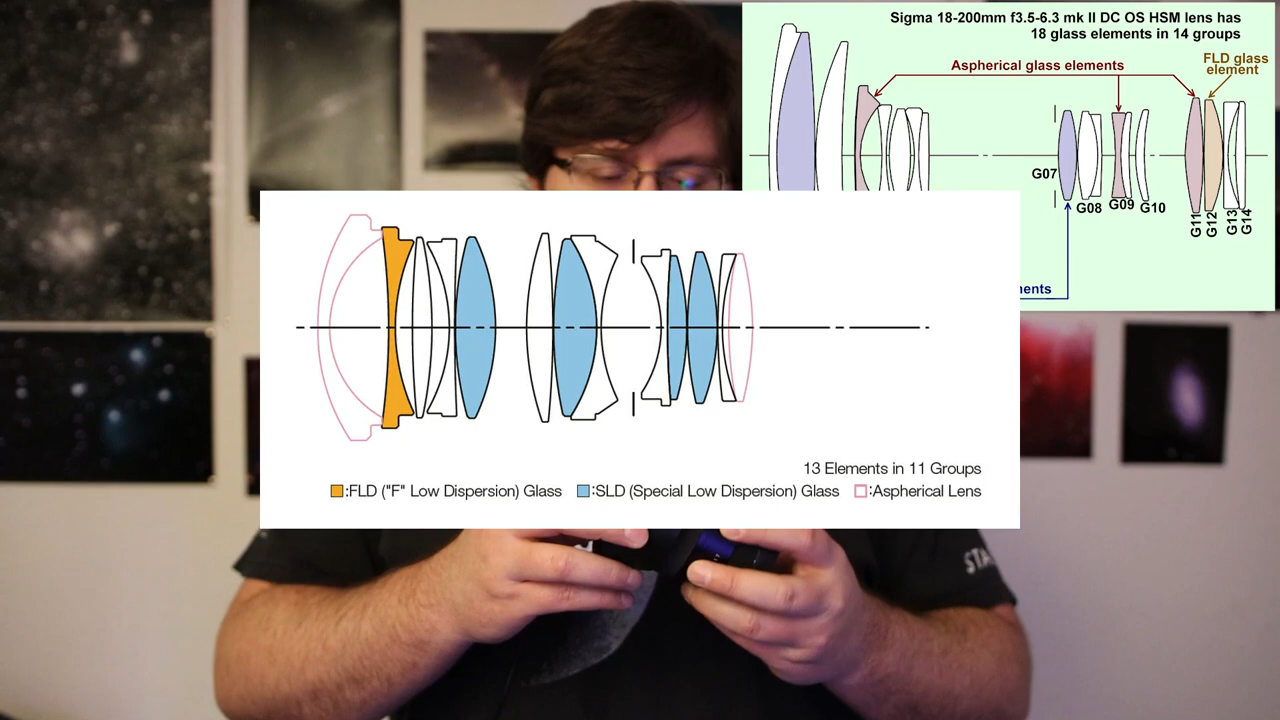 Sigma 18-200mm f3.5-6.3 mk II DC OS HSM lens has
18 glass elements in 14 groups
Aspherical glass elements
FLD glass
element
G07
G08
G09
G10
G11
G12
G13
G14
13 Elements in 11 Groups
:FLD ("F" Low Dispersion) Glass :SLD (Special Low Dispersion) Glass :Aspherical Lens